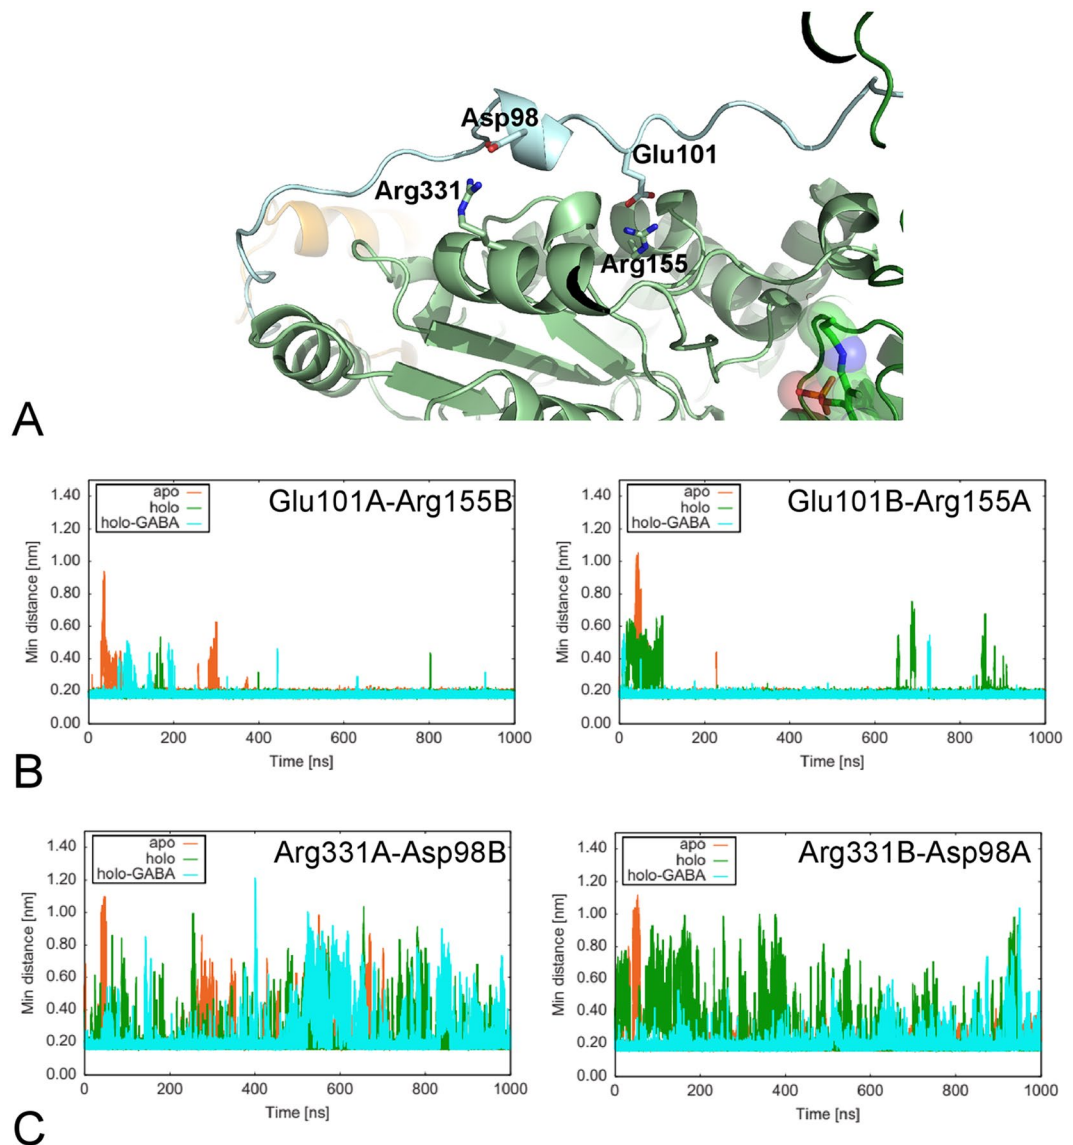 Asp98
Glu101
Arg331
Arg155
A
Glu101A-Arg155B
apo
holo
holo-GABA
1.40
1.20
1.00
0.80
0.60
0.40
0.20
0.00
Min distance [nm]
0 200 400 600 800 1000
Time [ns]
Glu101B-Arg155A
apo
holo
holo-GABA
1.40
1.20
1.00
0.80
0.60
0.40
0.20
0.00
Min distance [nm]
0 200 400 600 800 1000
Time [ns]
B
Arg331A-Asp98B
apo
holo
holo-GABA
1.40
1.20
1.00
0.80
0.60
0.40
0.20
0.00
Min distance [nm]
0 200 400 600 800 1000
Time [ns]
Arg331B-Asp98A
apo
holo
holo-GABA
1.40
1.20
1.00
0.80
0.60
0.40
0.20
0.00
Min distance [nm]
0 200 400 600 800 1000
Time [ns]
C